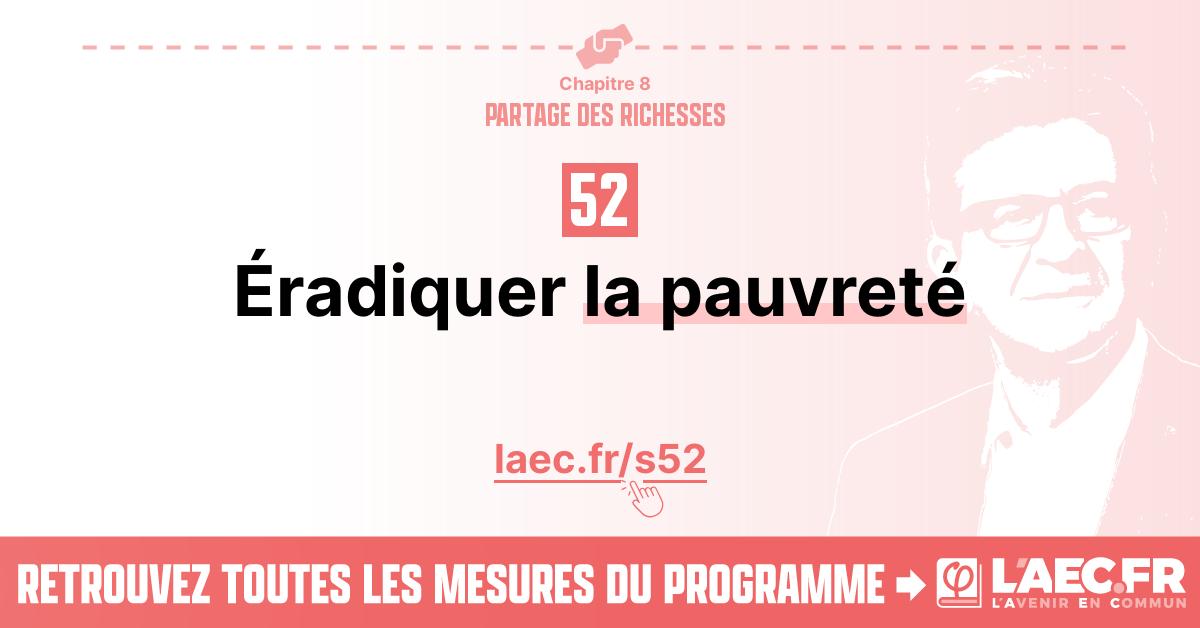 Chapitre 8
PARTAGE DES RICHESSES
52
Éradiquer la pauvreté
laec.fr/s52
RETROUVEZ TOUTES LES MESURES DU PROGRAMME
L'AEC.FR
L'AVENIR EN COMMUN